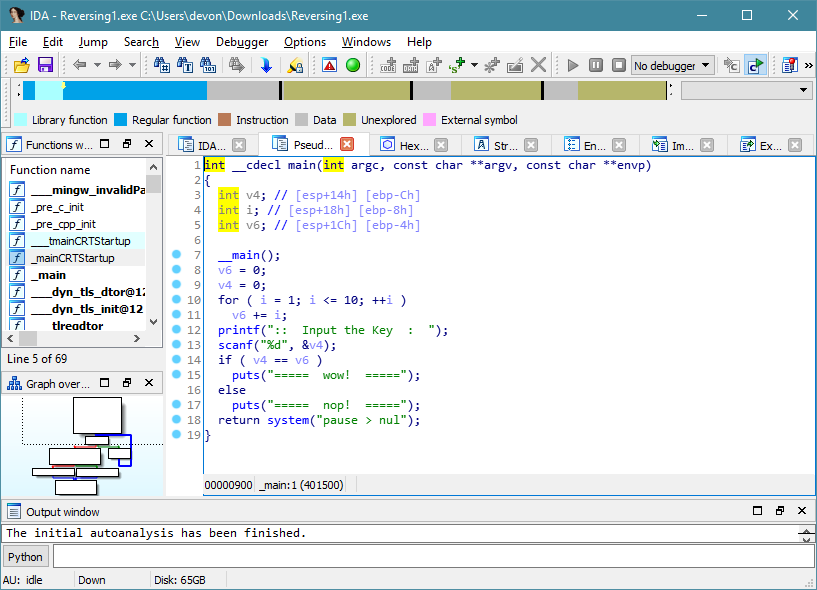 IDA - Reversing1.exe C:\Users\devon\Downloads\Reversing1.exe
File Edit Jump Search View Debugger Options Windows Help
No debugger
Library function Regular function Instruction Data Unexplored External symbol
Functions w...
IDA... Pseud... Hex... Str... En... Im... Ex...
Function name
___mingw_invalidPa
_pre_c_init
_pre_cpp_init
___tmainCRTStartup
_mainCRTStartup
_main
___dyn_tls_dtor@12
___dyn_tls_init@12
tlregdtor
Line 5 of 69
Graph over...
1 int __cdecl main(int argc, const char **argv, const char **envp)
2 {
3 int v4; // [esp+14h] [ebp-Ch]
4 int i; // [esp+18h] [ebp-8h]
5 int v6; // [esp+1Ch] [ebp-4h]
6
7 __main();
8 v6 = 0;
9 v4 = 0;
10 for ( i = 1; i <= 10; ++i )
11 v6 += i;
12 printf("::  Input the Key  :  ");
13 scanf("%d", &v4);
14 if ( v4 == v6 )
15 puts("=====  wow!  =====");
16 else
17 puts("=====  nop!  =====");
18 return system("pause > nul");
19 }
00000900 _main:1 (401500)
Output window
The initial autoanalysis has been finished.
Python
AU: idle Down Disk: 65GB